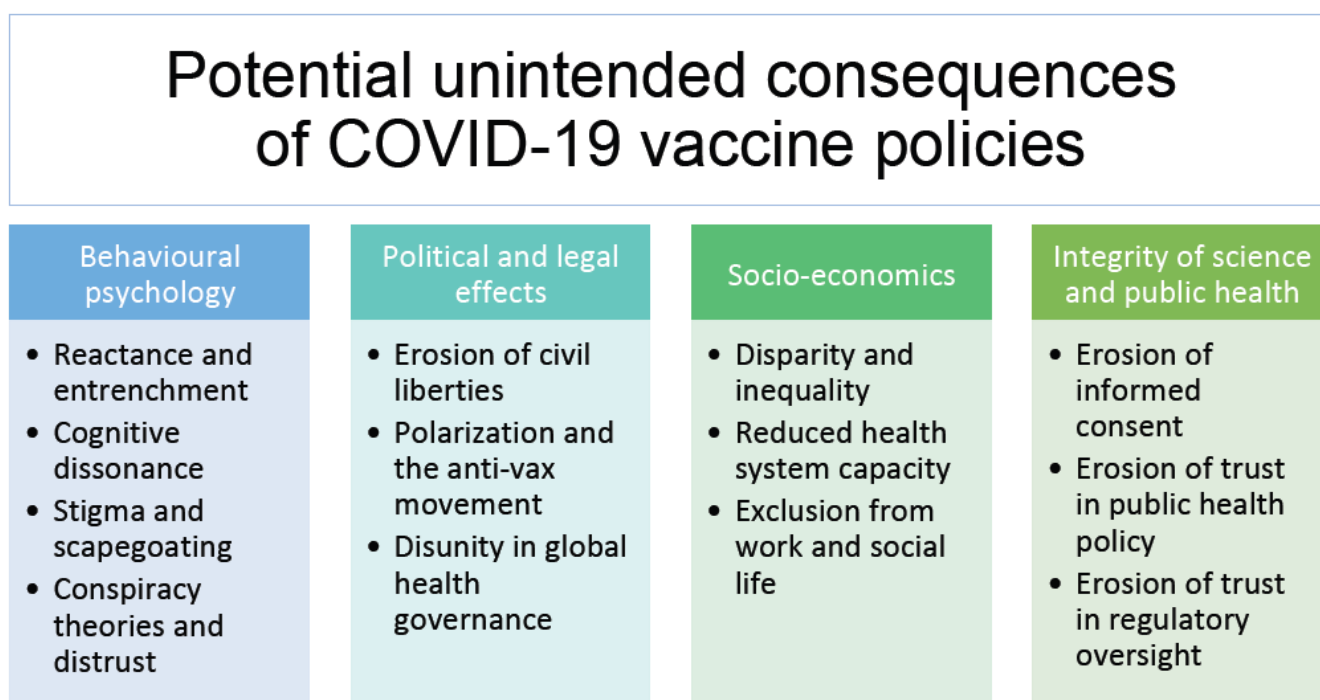 Potential unintended consequences
of COVID-19 vaccine policies
Behavioural
psychology
• Reactance and
entrenchment
• Cognitive
dissonance
• Stigma and
scapegoating
• Conspiracy
theories and
distrust
Political and legal
effects
• Erosion of civil
liberties
• Polarization and
the anti-vax
movement
• Disunity in global
health
governance
Socio-economics
• Disparity and
inequality
• Reduced health
system capacity
• Exclusion from
work and social
life
Integrity of science
and public health
• Erosion of
informed
consent
• Erosion of trust
in public health
policy
• Erosion of trust
in regulatory
oversight